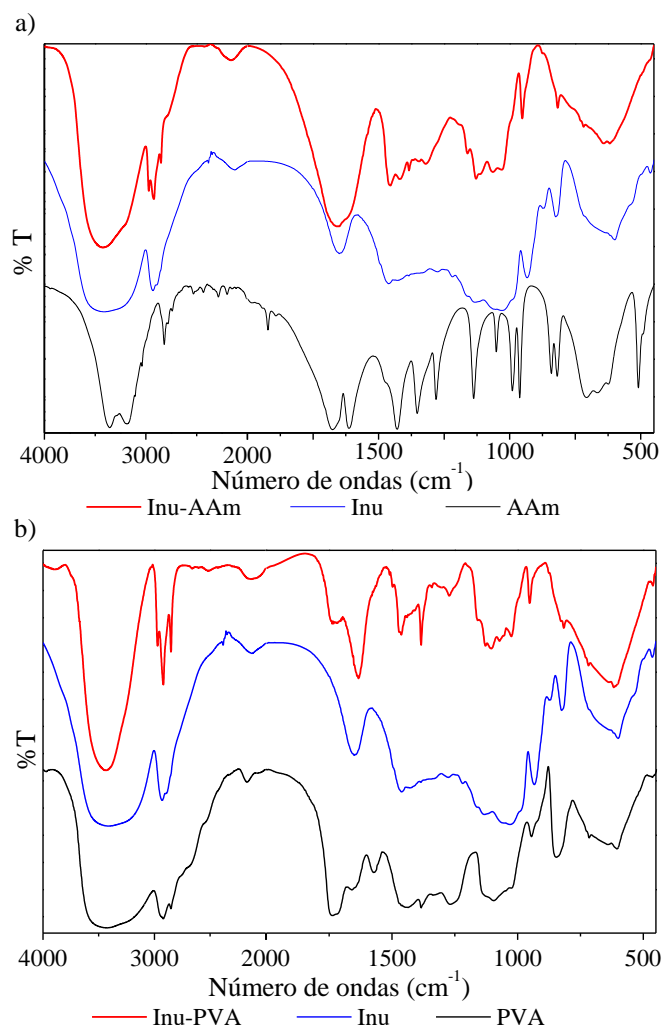 a)
% T
4000 3000 2000 1500 1000 500
Número de ondas (cm-1)
Inu-AAm Inu AAm
b)
%T
4000 3000 2000 1500 1000 500
Número de ondas (cm-1)
Inu-PVA Inu PVA